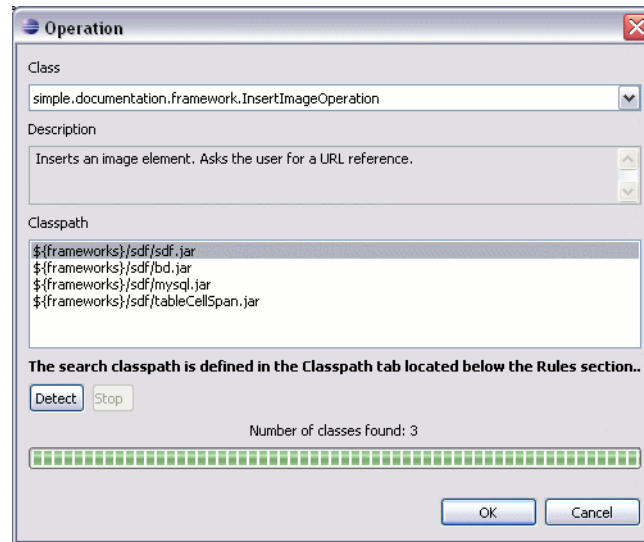 Operation
Class
simple.documentation.framework.InsertImageOperation
Description
Inserts an image element. Asks the user for a URL reference.
Classpath
${frameworks}/sdf/sdf.jar
${frameworks}/sdf/bd.jar
${frameworks}/sdf/mysql.jar
${frameworks}/sdf/tableCellSpan.jar
The search classpath is defined in the Classpath tab located below the Rules section..
Detect Stop
Number of classes found: 3
OK Cancel